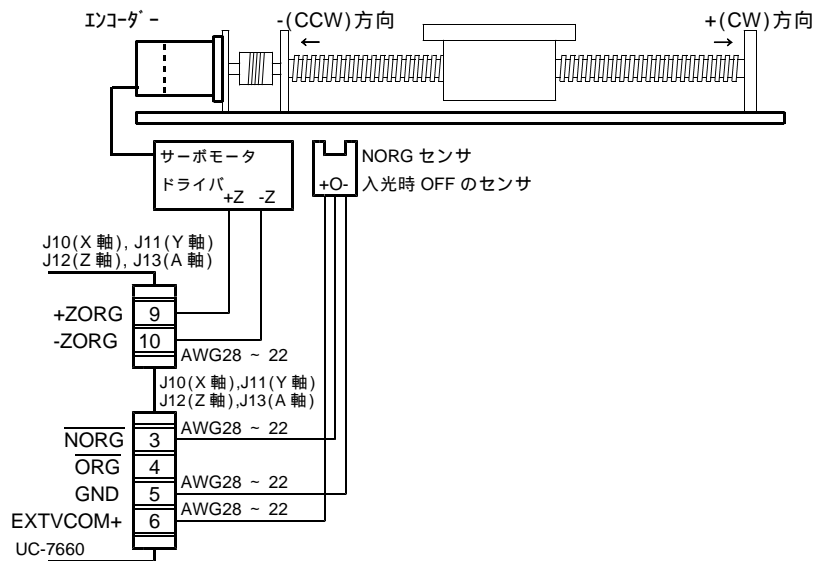 エンコーダー
-(CCW)方向
←
+(CW)方向
→
サーボモータ
ドライバ
+Z -Z
NORG センサ
+O- 入光時 OFF のセンサ
J10(X 軸), J11(Y 軸)
J12(Z 軸), J13(A 軸)
+ZORG 9
-ZORG 10
AWG28 ~ 22
J10(X 軸),J11(Y 軸)
J12(Z 軸),J13(A 軸)
NORG 3 AWG28 ~ 22
ORG 4
GND 5 AWG28 ~ 22
EXTVCOM+ 6 AWG28 ~ 22
UC-7660